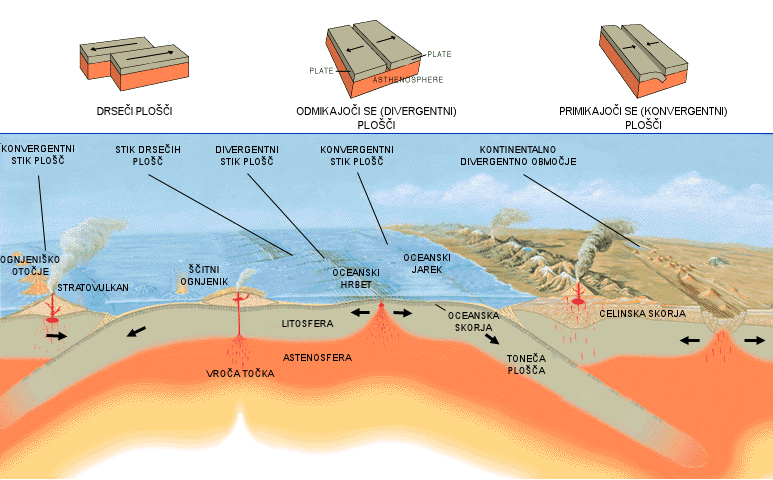 PLATE
PLATE
ASTHENOSPHERE
DRSEČI PLOŠČI
ODMIKAJOČI SE (DIVERGENTNI)
PLOŠČI
PRIMIKAJOČI SE (KONVERGENTNI)
PLOŠČI
KONVERGENTNI
STIK PLOŠČ
STIK DRSEČIH
PLOŠČ
DIVERGENTNI
STIK PLOŠČ
KONVERGENTNI
STIK PLOŠČ
KONTINENTALNO
DIVERGENTNO OBMOČJE
OGNJENIŠKO
OTOČJE
STRATOVULKAN
ŠČITNI
OGNJENIK
OCEANSKI
HRBET
OCEANSKI
JAREK
LITOSFERA
OCEANSKA
SKORJA
CELINSKA SKORJA
ASTENOSFERA
VROČA TOČKA
TONEČA
PLOŠČA